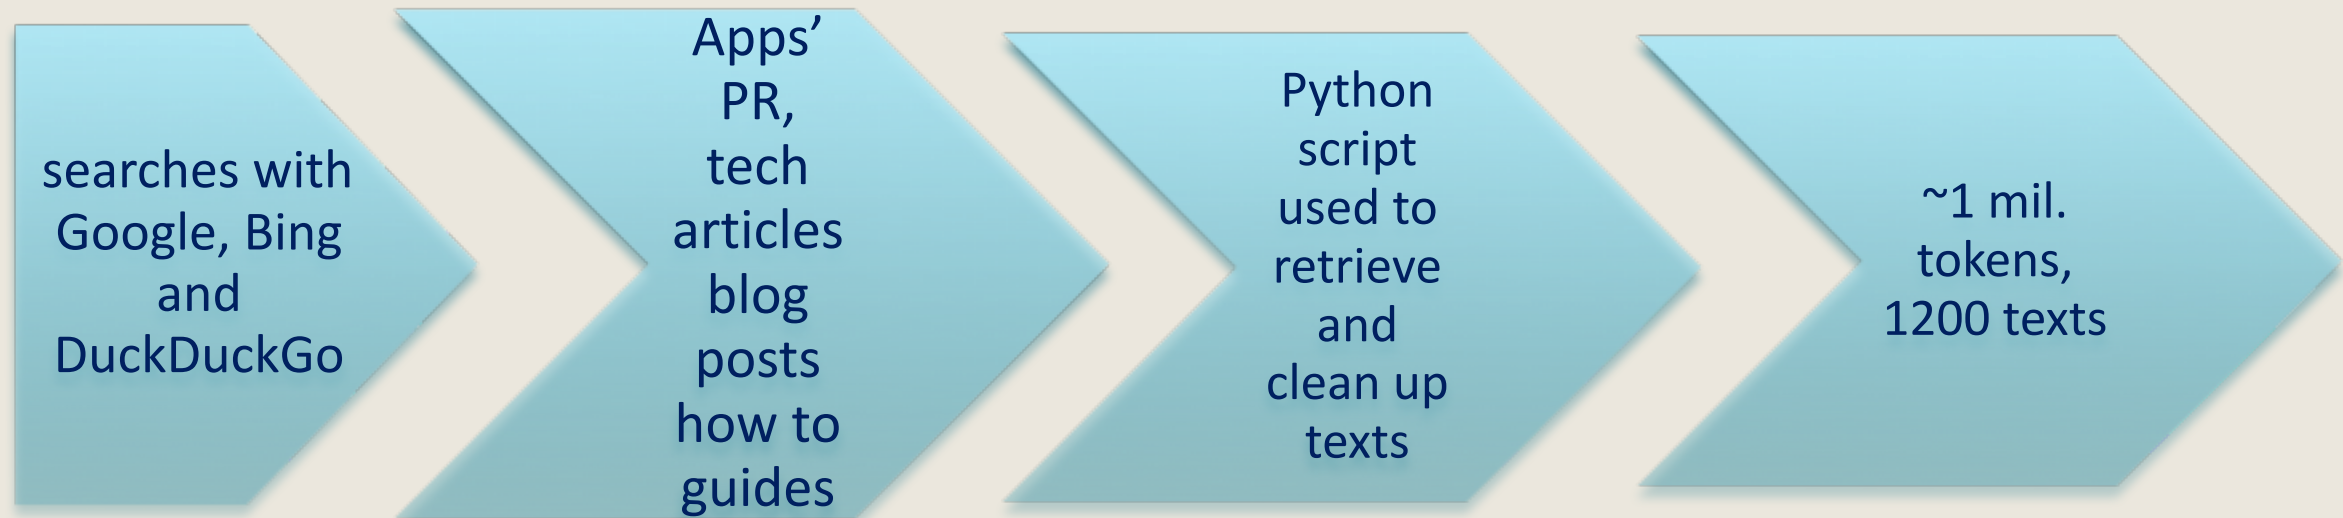 searches with
Google, Bing
and
DuckDuckGo
Apps’
PR,
tech
articles
blog
posts
how to
guides
Python
script
used to
retrieve
and
clean up
texts
~1 mil.
tokens,
1200 texts